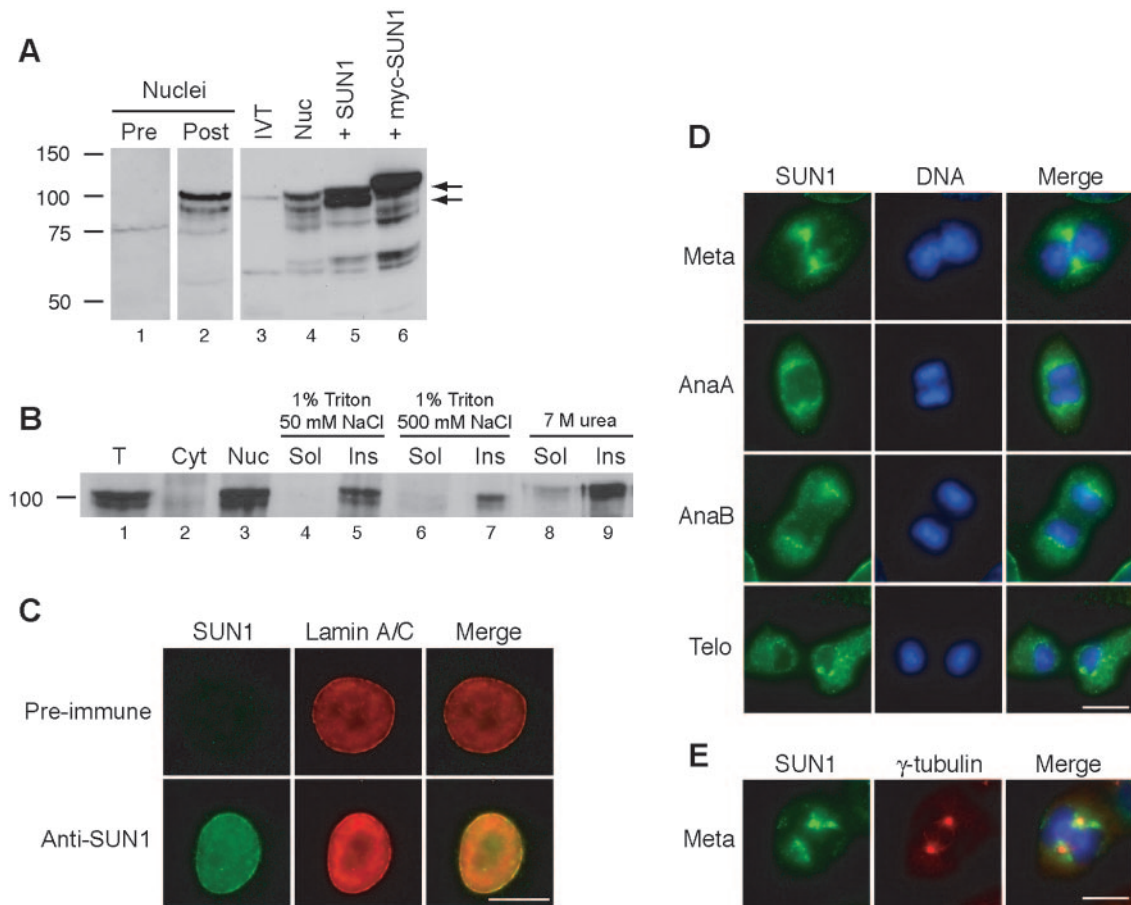 A
Nuclei
Pre Post IVT Nuc + SUN1 + myc-SUN1
150
100
75
50
1 2 3 4 5 6
B
1% Triton 1% Triton
50 mM NaCl 500 mM NaCl 7 M urea
T Cyt Nuc Sol Ins Sol Ins Sol Ins
100
1 2 3 4 5 6 7 8 9
C
SUN1 Lamin A/C Merge
Pre-immune
Anti-SUN1
D
SUN1 DNA Merge
Meta
AnaA
AnaB
Telo
E
SUN1 γ-tubulin Merge
Meta